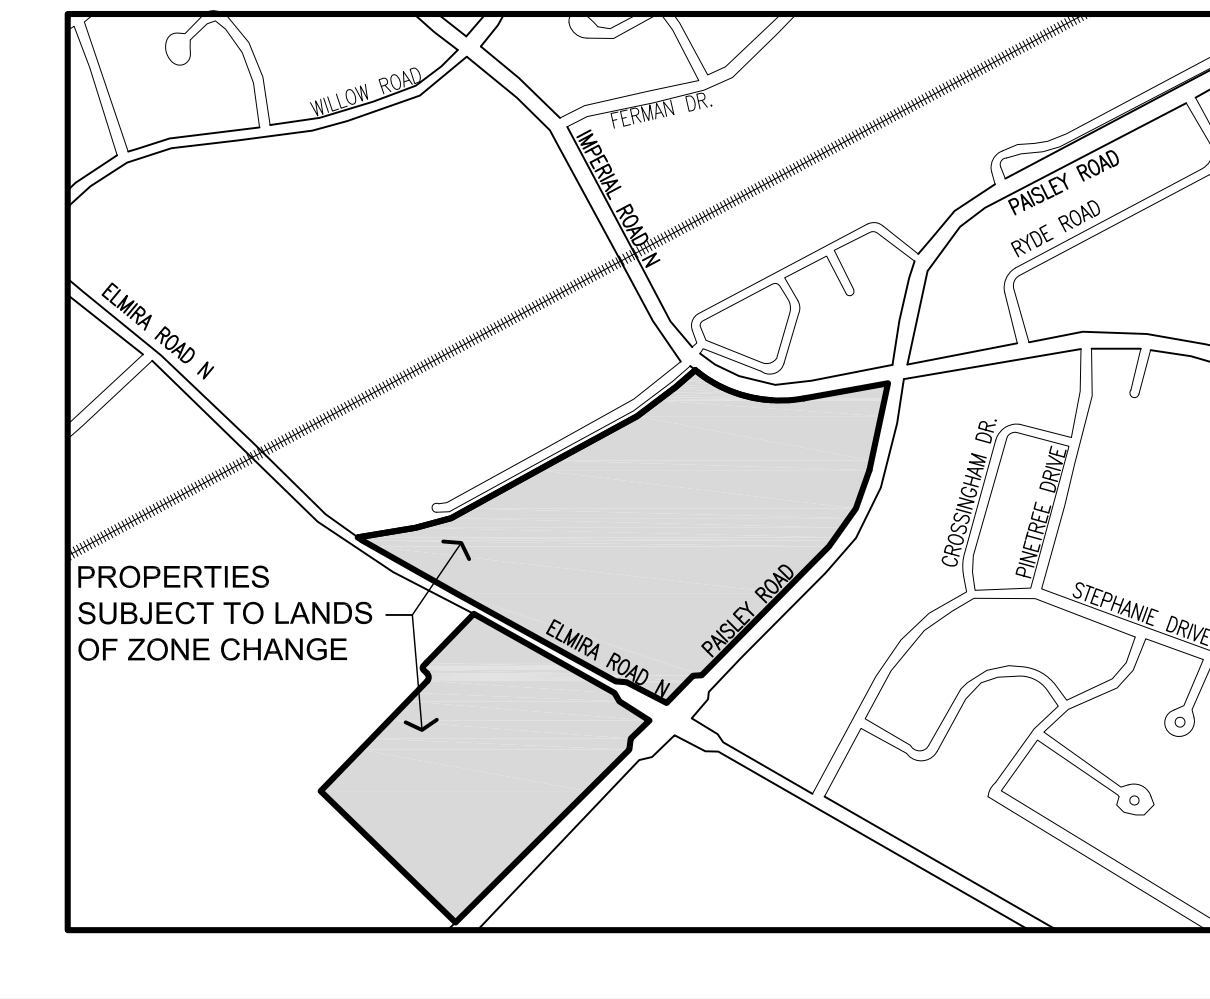 WILLOW ROAD
FERMAN DR.
IMPERIAL ROAD N
PAISLEY ROAD
RYDE ROAD
ELMIRA ROAD N
CROSSINGHAM DR.
PINETREE DRIVE
PROPERTIES
SUBJECT TO LANDS
OF ZONE CHANGE
STEPHANIE DRIVE
ELMIRA ROAD N
PAISLEY ROAD